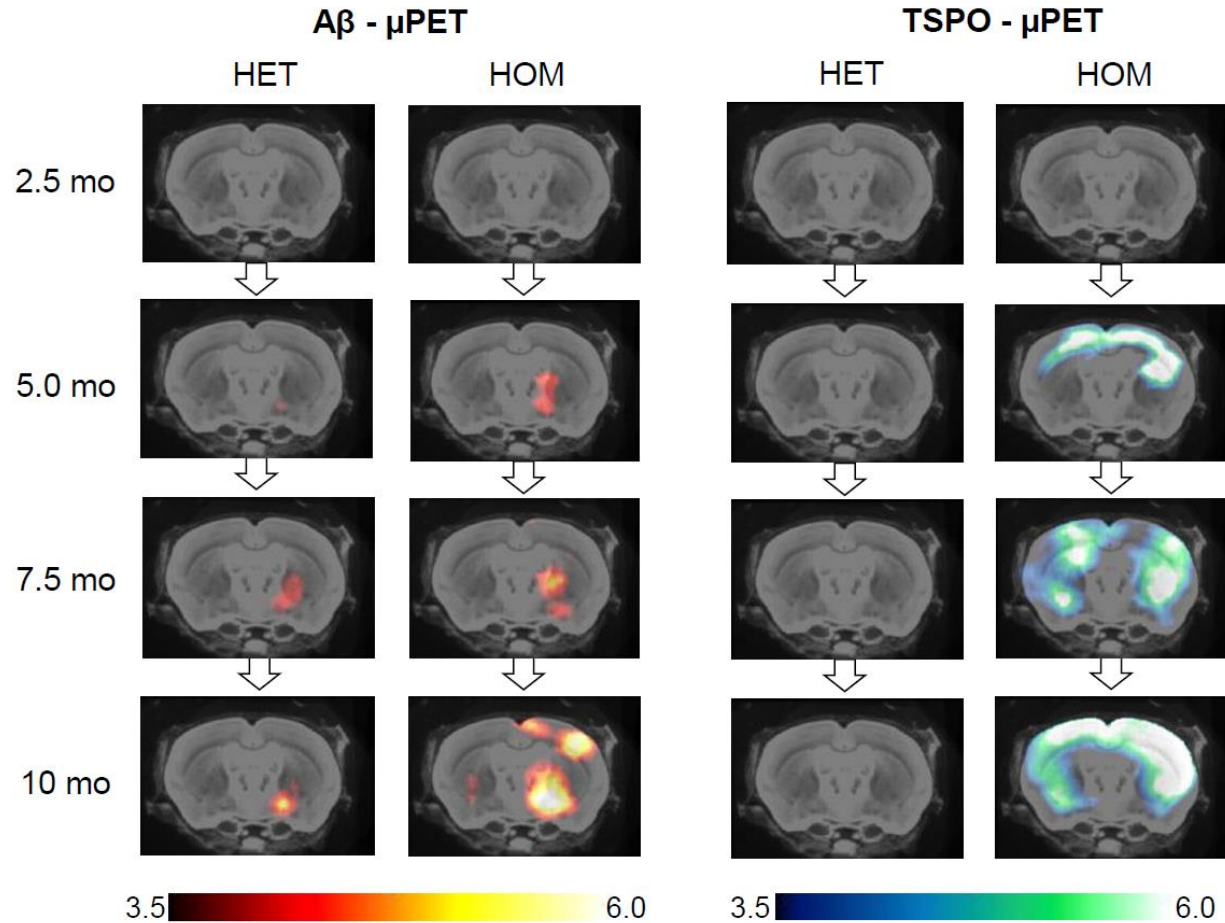 Aβ - µPET TSPO - µPET
HET HOM HET HOM
2.5 mo
5.0 mo
7.5 mo
10 mo
3.5 6.0 3.5 6.0